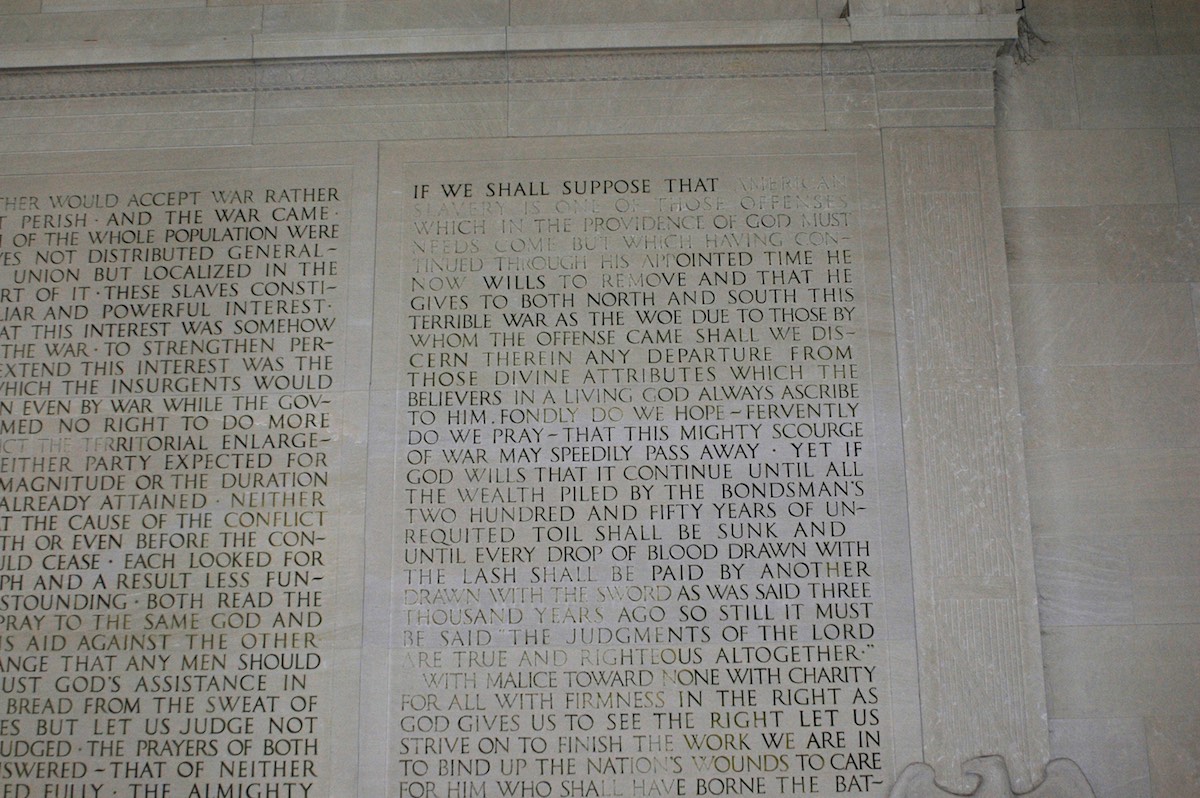 THER WOULD ACCEPT WAR RATHER
T PERISH · AND THE WAR CAME ·
H OF THE WHOLE POPULATION WERE
VES NOT DISTRIBUTED GENERAL-
UNION BUT LOCALIZED IN THE
RT OF IT · THESE SLAVES CONSTI-
LIAR AND POWERFUL INTEREST ·
AT THIS INTEREST WAS SOMEHOW
THE WAR · TO STRENGTHEN PER-
EXTEND THIS INTEREST WAS THE
WHICH THE INSURGENTS WOULD
N EVEN BY WAR WHILE THE GOV-
MED NO RIGHT TO DO MORE
ICT THE TERRITORIAL ENLARGE-
EITHER PARTY EXPECTED FOR
MAGNITUDE OR THE DURATION
ALREADY ATTAINED · NEITHER
AT THE CAUSE OF THE CONFLICT
TH OR EVEN BEFORE THE CON-
ULD CEASE · EACH LOOKED FOR
PH AND A RESULT LESS FUN-
STOUNDING · BOTH READ THE
PRAY TO THE SAME GOD AND
IS AID AGAINST THE OTHER
ANGE THAT ANY MEN SHOULD
UST GOD'S ASSISTANCE IN
BREAD FROM THE SWEAT OF
ES BUT LET US JUDGE NOT
UDGED · THE PRAYERS OF BOTH
NSWERED – THAT OF NEITHER
ED FULLY · THE ALMIGHTY
IF WE SHALL SUPPOSE THAT AMERICAN
SLAVERY IS ONE OF THOSE OFFENSES
WHICH IN THE PROVIDENCE OF GOD MUST
NEEDS COME BUT WHICH HAVING CON-
TINUED THROUGH HIS APPOINTED TIME HE
NOW WILLS TO REMOVE AND THAT HE
GIVES TO BOTH NORTH AND SOUTH THIS
TERRIBLE WAR AS THE WOE DUE TO THOSE BY
WHOM THE OFFENSE CAME SHALL WE DIS-
CERN THEREIN ANY DEPARTURE FROM
THOSE DIVINE ATTRIBUTES WHICH THE
BELIEVERS IN A LIVING GOD ALWAYS ASCRIBE
TO HIM. FONDLY DO WE HOPE – FERVENTLY
DO WE PRAY – THAT THIS MIGHTY SCOURGE
OF WAR MAY SPEEDILY PASS AWAY · YET IF
GOD WILLS THAT IT CONTINUE UNTIL ALL
THE WEALTH PILED BY THE BONDSMAN'S
TWO HUNDRED AND FIFTY YEARS OF UN-
REQUITED TOIL SHALL BE SUNK AND
UNTIL EVERY DROP OF BLOOD DRAWN WITH
THE LASH SHALL BE PAID BY ANOTHER
DRAWN WITH THE SWORD AS WAS SAID THREE
THOUSAND YEARS AGO SO STILL IT MUST
BE SAID "THE JUDGMENTS OF THE LORD
ARE TRUE AND RIGHTEOUS ALTOGETHER ·"
WITH MALICE TOWARD NONE WITH CHARITY
FOR ALL WITH FIRMNESS IN THE RIGHT AS
GOD GIVES US TO SEE THE RIGHT LET US
STRIVE ON TO FINISH THE WORK WE ARE IN
TO BIND UP THE NATION'S WOUNDS TO CARE
FOR HIM WHO SHALL HAVE BORNE THE BAT-